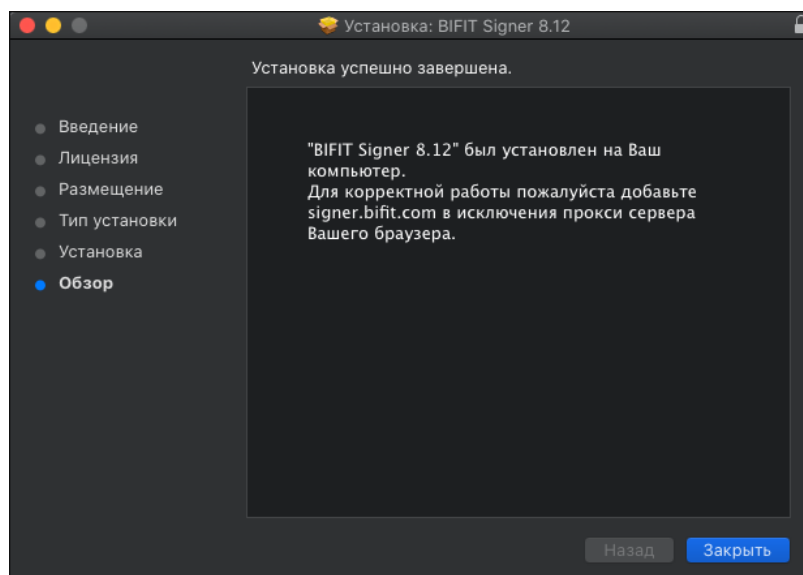 Установка: BIFIT Signer 8.12
Установка успешно завершена.
Введение
Лицензия
Размещение
Тип установки
Установка
Обзор
"BIFIT Signer 8.12" был установлен на Ваш
компьютер.
Для корректной работы пожалуйста добавьте
signer.bifit.com в исключения прокси сервера
Вашего браузера.
Назад
Закрыть